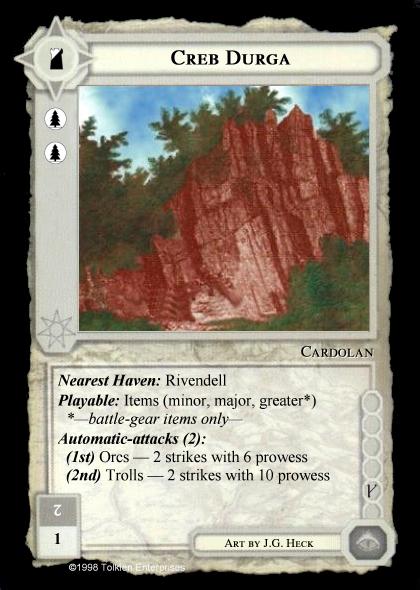 Creb Durga
Cardolan
Nearest Haven: Rivendell
Playable: Items (minor, major, greater*)
*—battle-gear items only—
Automatic-attacks (2):
(1st) Orcs — 2 strikes with 6 prowess
(2nd) Trolls — 2 strikes with 10 prowess
2
1
Art by J.G. Heck
©1998 Tolkien Enterprises